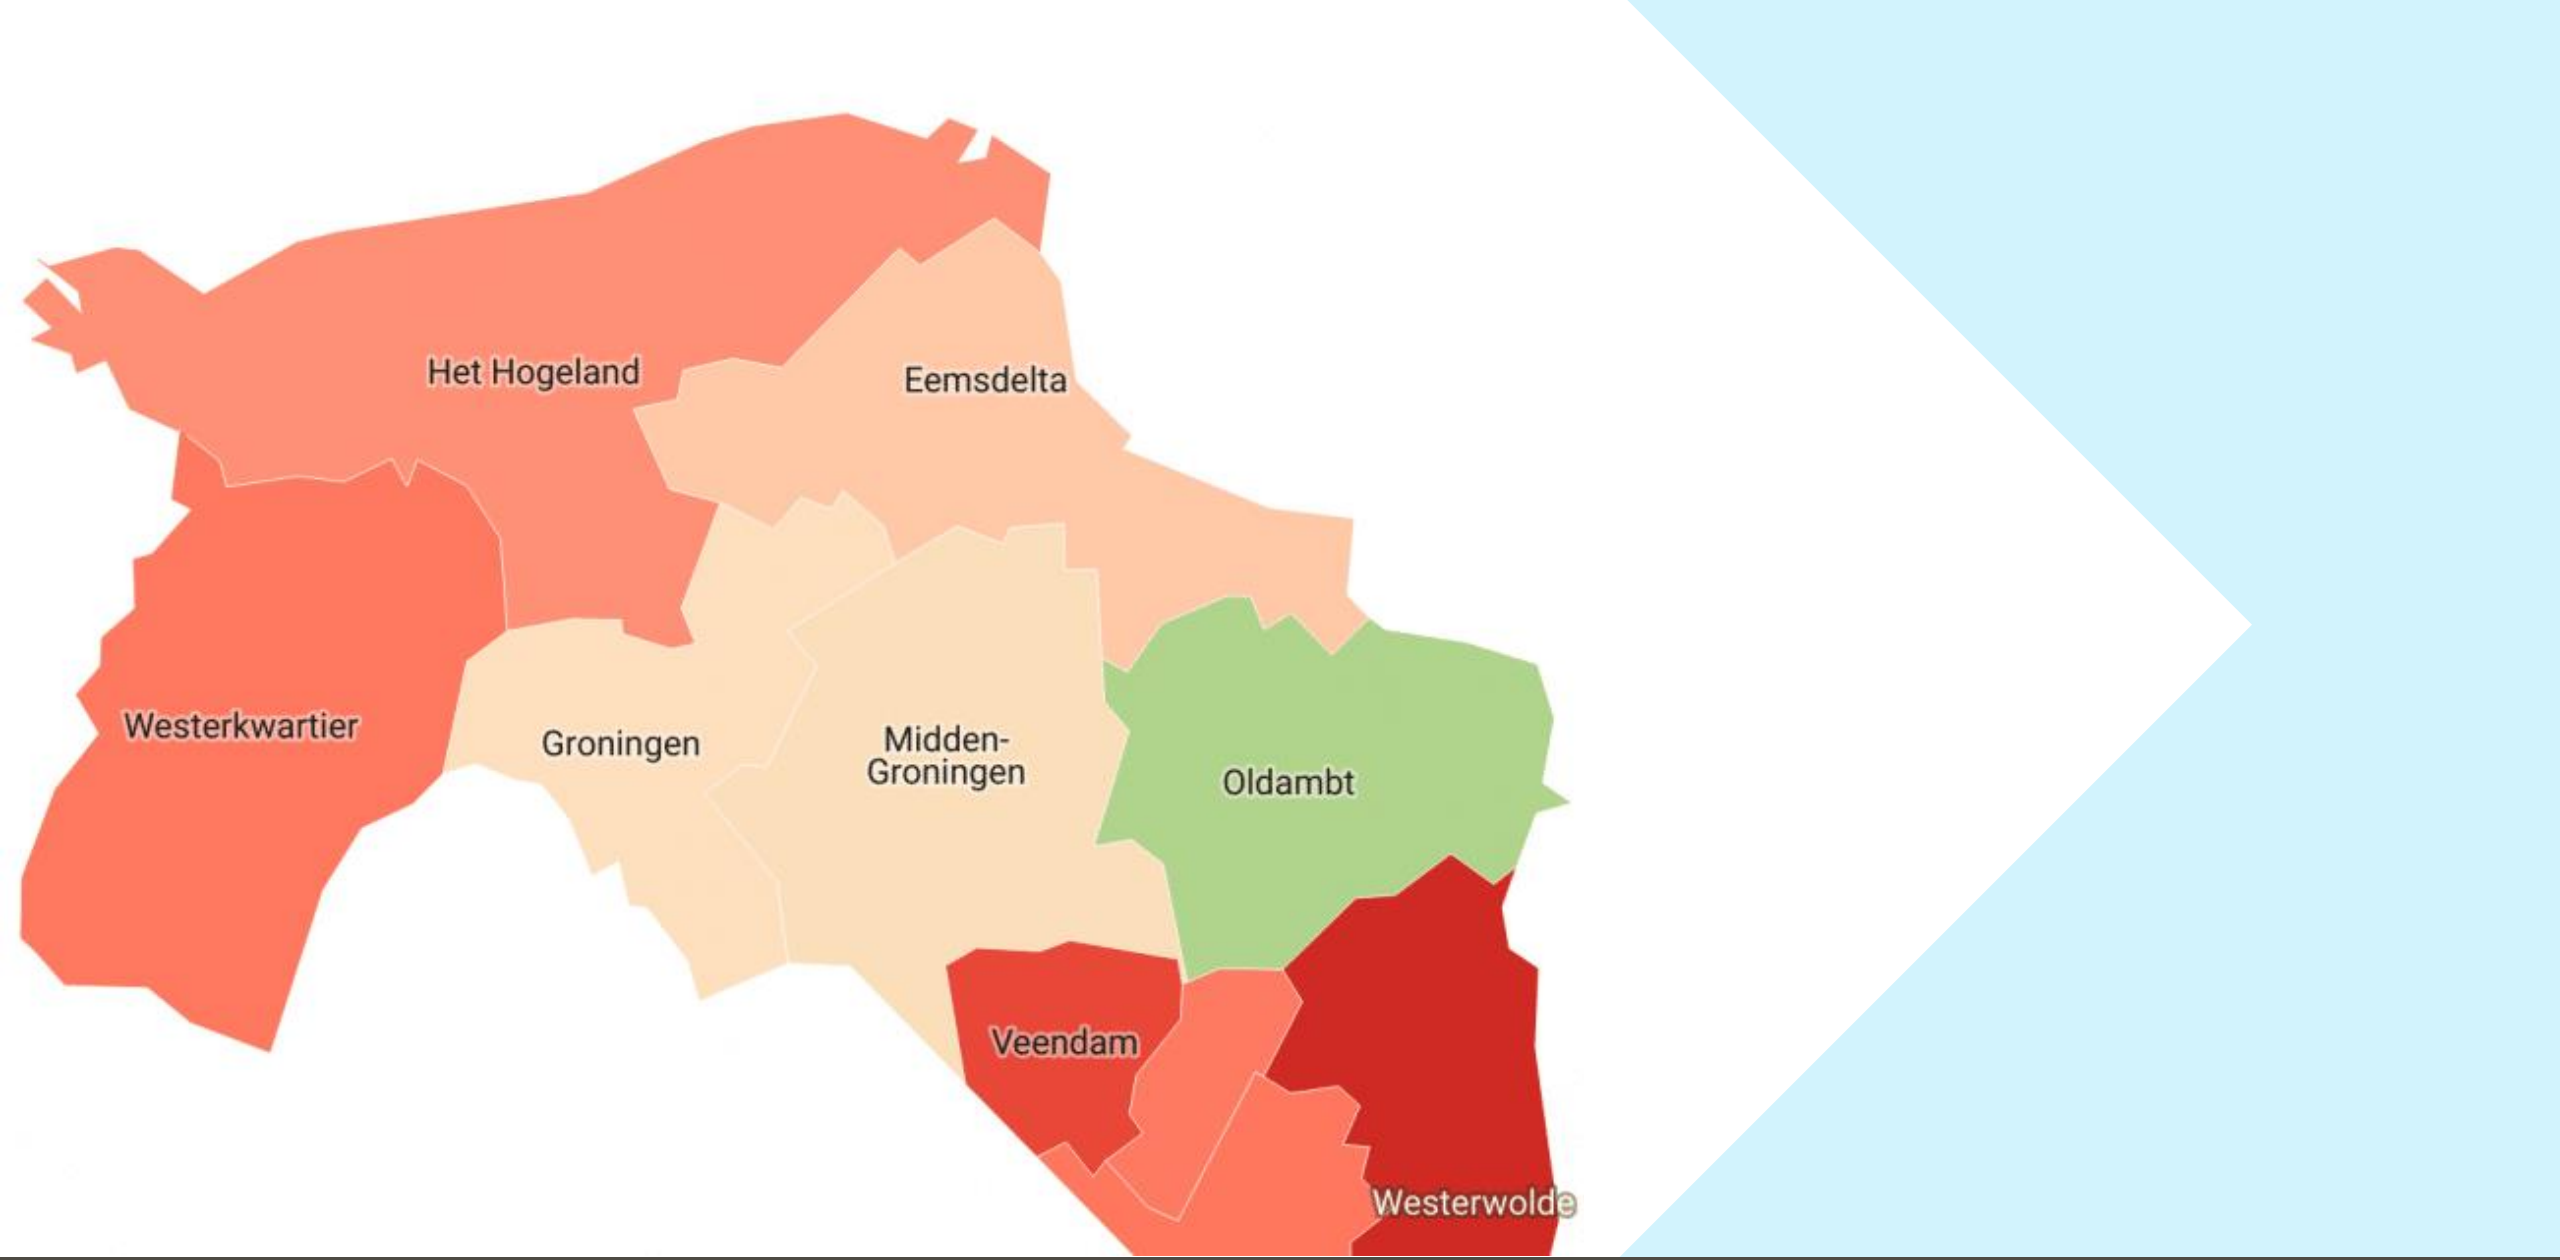 Het Hogeland
Eemsdelta
Westerkwartier
Groningen
Midden-
Groningen
Oldambt
Veendam
Westerwolde